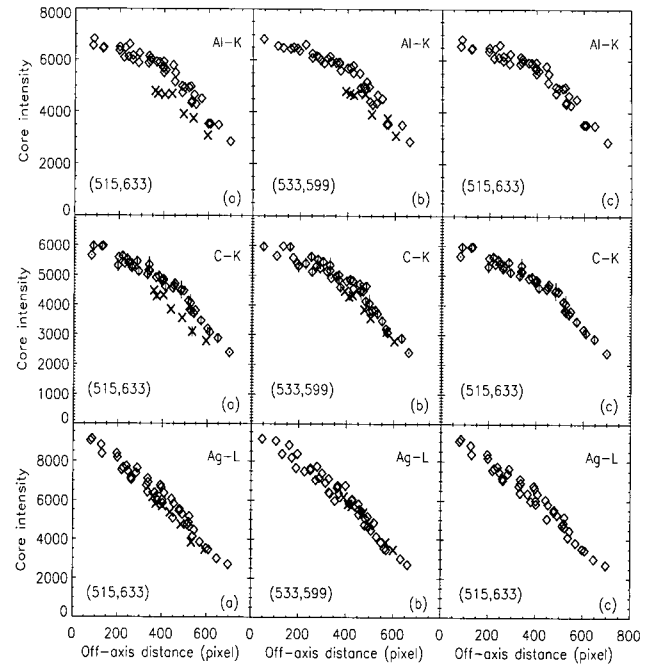 8000
6000
4000
2000
0
Core intensity
Al-K
(515,633)
(a)
Al-K
(533,599)
(b)
Al-K
(515,633)
(c)
6000
5000
4000
3000
2000
1000
0
Core intensity
C-K
(515,633)
(a)
C-K
(533,599)
(b)
C-K
(515,633)
(c)
8000
6000
4000
2000
0
Core intensity
Ag-L
(515,633)
(a)
Ag-L
(533,599)
(b)
Ag-L
(515,633)
(c)
0 200 400 600 0 200 400 600 0 200 400 600 800
Off-axis distance (pixel) Off-axis distance (pixel) Off-axis distance (pixel)